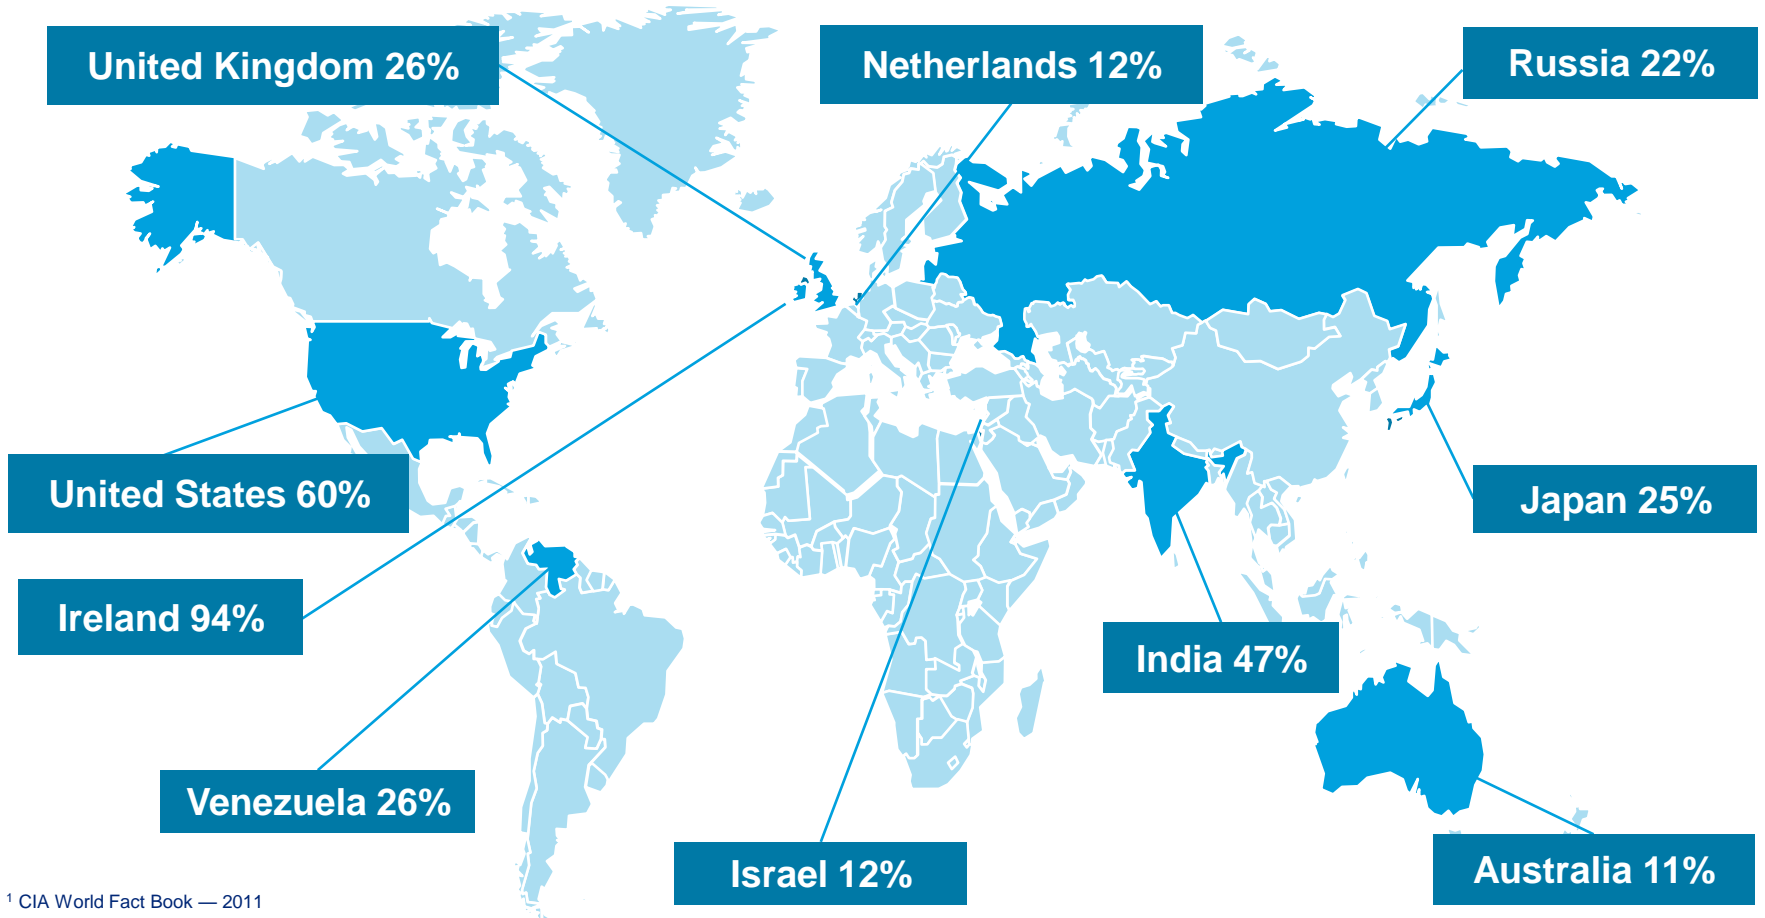 United Kingdom 26%
Netherlands 12%
Russia 22%
United States 60%
Japan 25%
Ireland 94%
India 47%
Venezuela 26%
Israel 12%
Australia 11%
¹ CIA World Fact Book — 2011